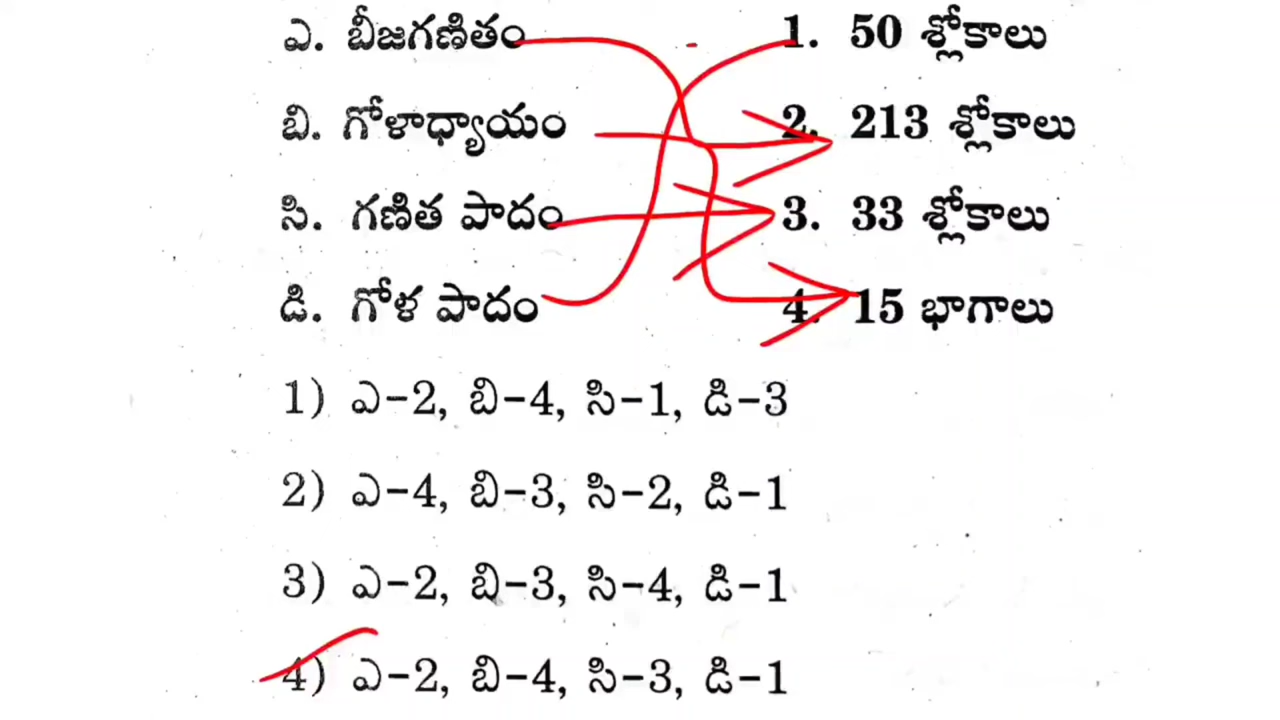 ఎ. బీజగణితం 1. 50 శ్లోకాలు
బి. గోళాధ్యాయం 2. 213 శ్లోకాలు
సి. గణిత పాదం 3. 33 శ్లోకాలు
డి. గోళ పాదం 4. 15 భాగాలు
1) ఎ-2, బి-4, సి-1, డి-3
2) ఎ-4, బి-3, సి-2, డి-1
3) ఎ-2, బి-3, సి-4, డి-1
4) ఎ-2, బి-4, సి-3, డి-1